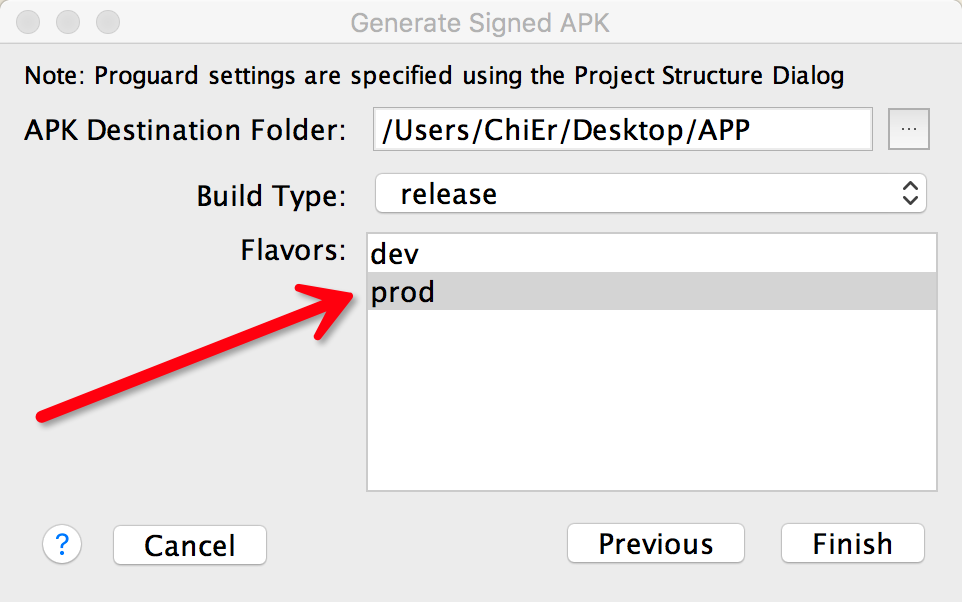 Generate Signed APK
Note: Proguard settings are specified using the Project Structure Dialog
APK Destination Folder: /Users/ChiEr/Desktop/APP ...
Build Type: release
Flavors: dev
prod
? Cancel Previous Finish